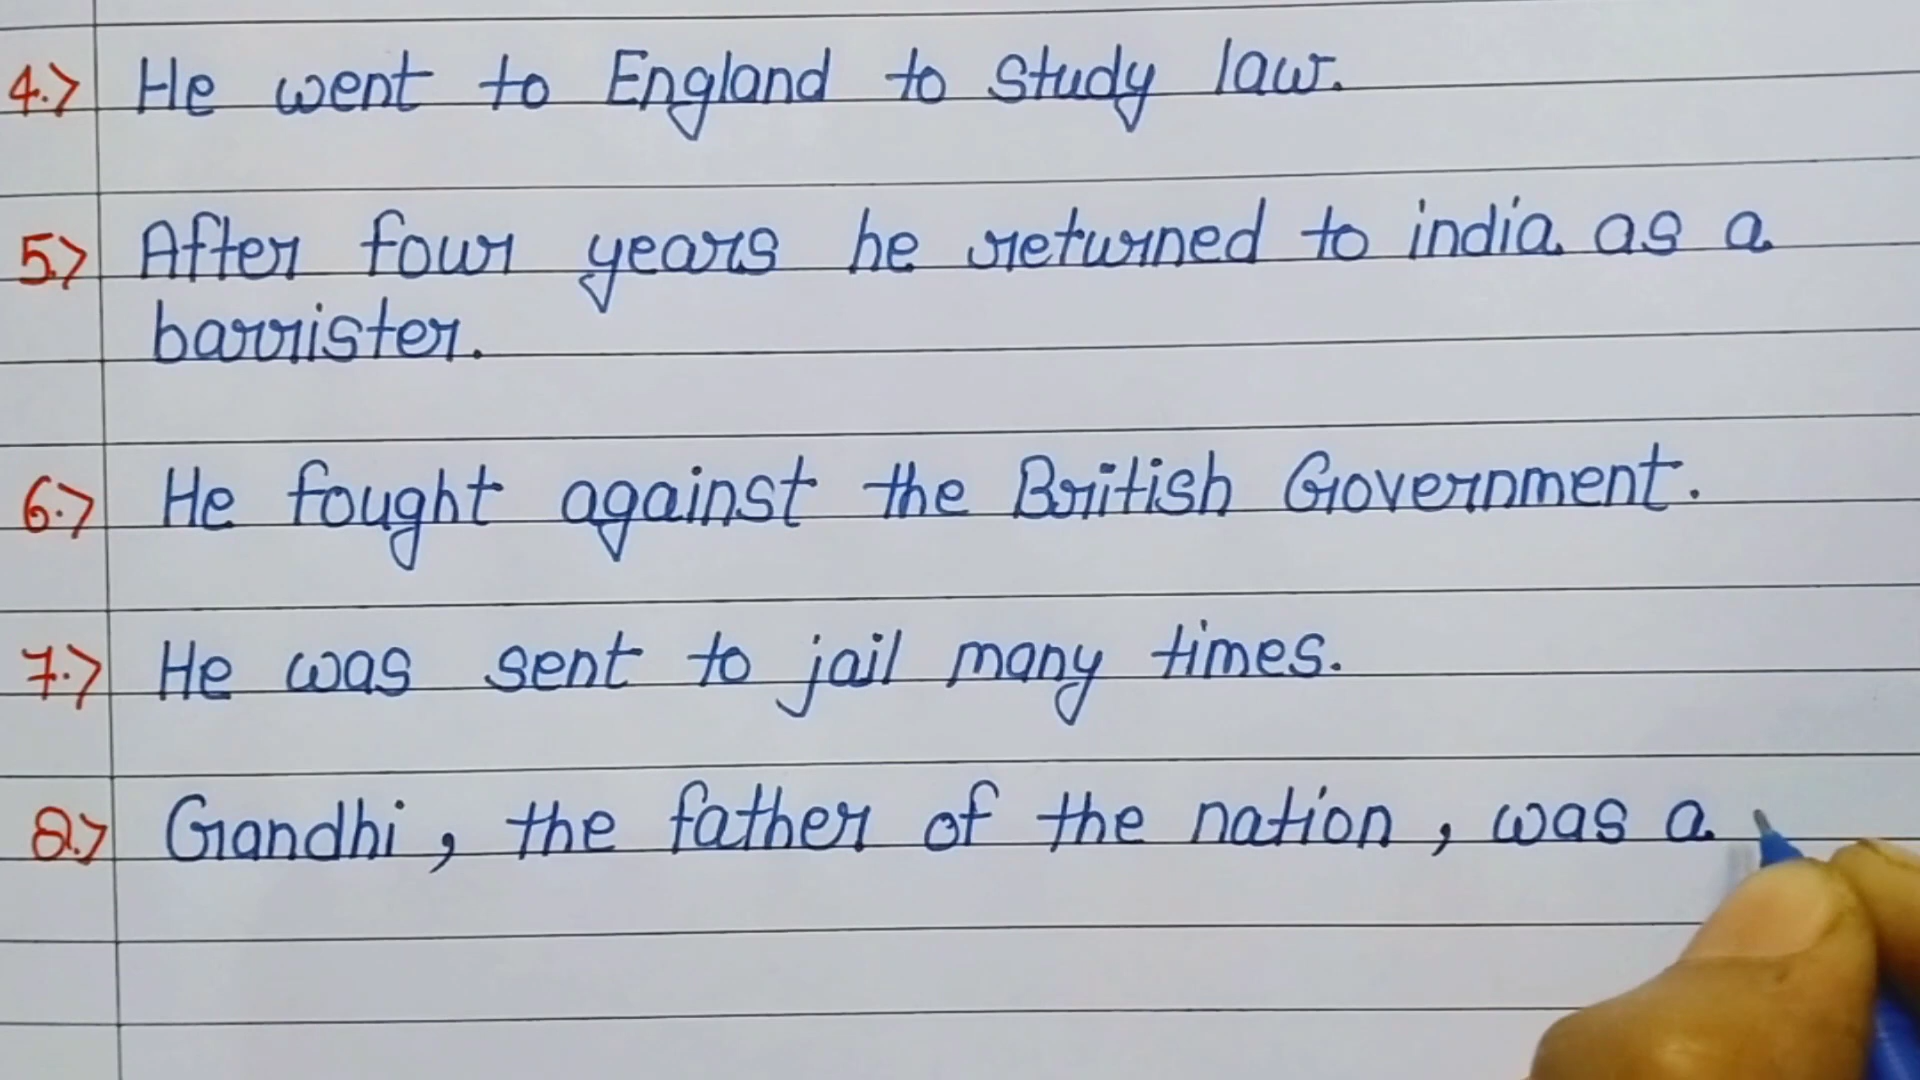 4.> He went to England to study law.
5.> After four years he returned to india as a
barrister.
6.> He fought against the British Government.
7.> He was sent to jail many times.
8.> Gandhi, the father of the nation, was a